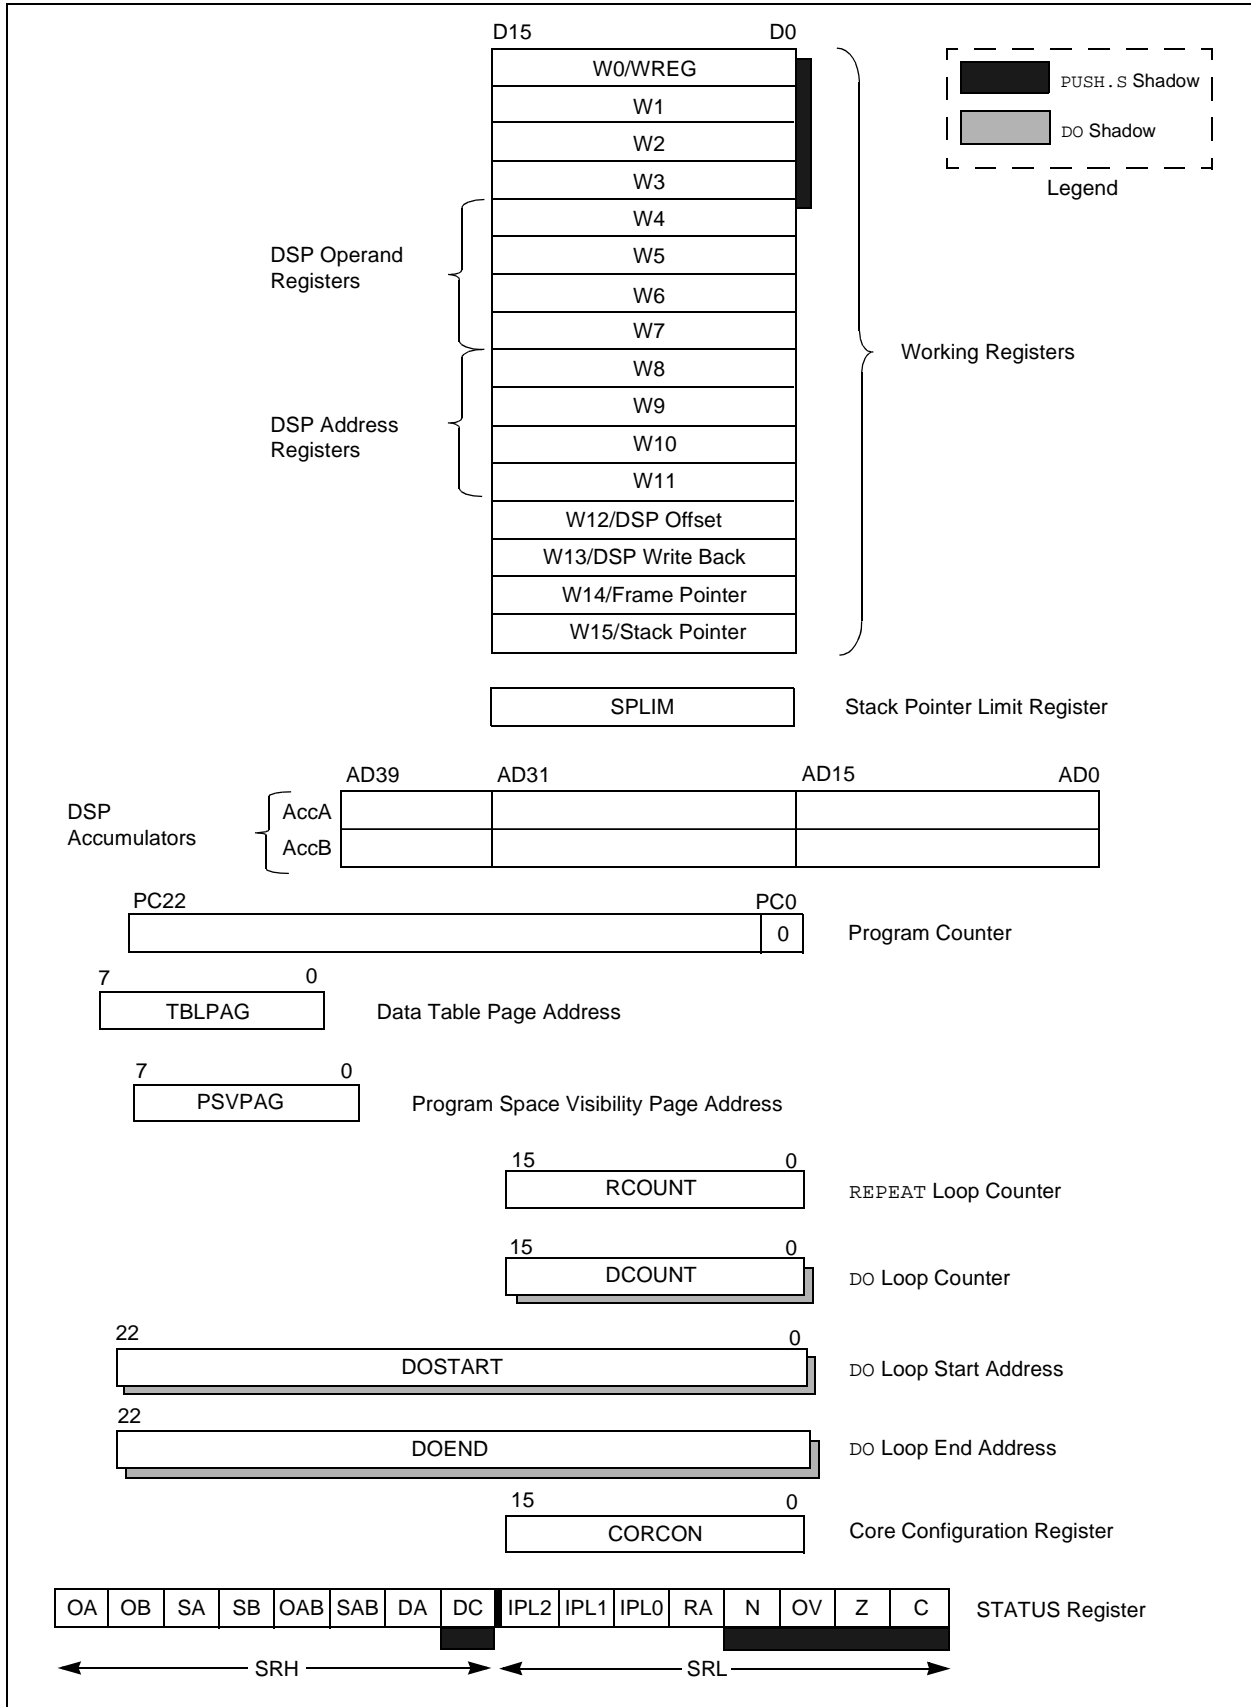 D15 D0
W0/WREG
W1
W2
W3
W4
W5
W6
W7
W8
W9
W10
W11
W12/DSP Offset
W13/DSP Write Back
W14/Frame Pointer
W15/Stack Pointer
PUSH.S Shadow
DO Shadow
Legend
DSP Operand
Registers
DSP Address
Registers
Working Registers
SPLIM Stack Pointer Limit Register
AD39 AD31 AD15 AD0
DSP
Accumulators
AccA
AccB
PC22 PC0
0 Program Counter
7 0
TBLPAG Data Table Page Address
7 0
PSVPAG Program Space Visibility Page Address
15 0
RCOUNT REPEAT Loop Counter
15 0
DCOUNT DO Loop Counter
22 0
DOSTART DO Loop Start Address
22
DOEND DO Loop End Address
15 0
CORCON Core Configuration Register
OA OB SA SB OAB SAB DA DC IPL2 IPL1 IPL0 RA N OV Z C STATUS Register
SRH SRL